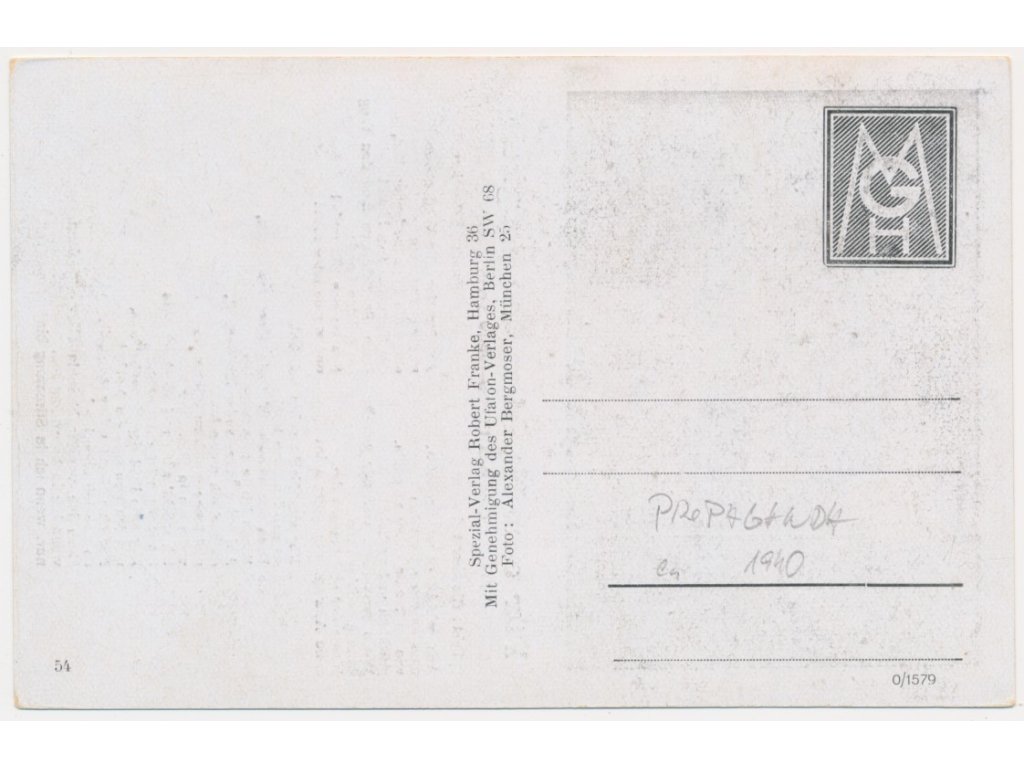 Spezial-Verlag Robert Franke, Hamburg 36
Mit Genehmigung des Ufaton-Verlages, Berlin SW 68
Foto: Alexander Bergmoser, München 25
MGH
PROPAGANDA
ca 1940
54
0/1579